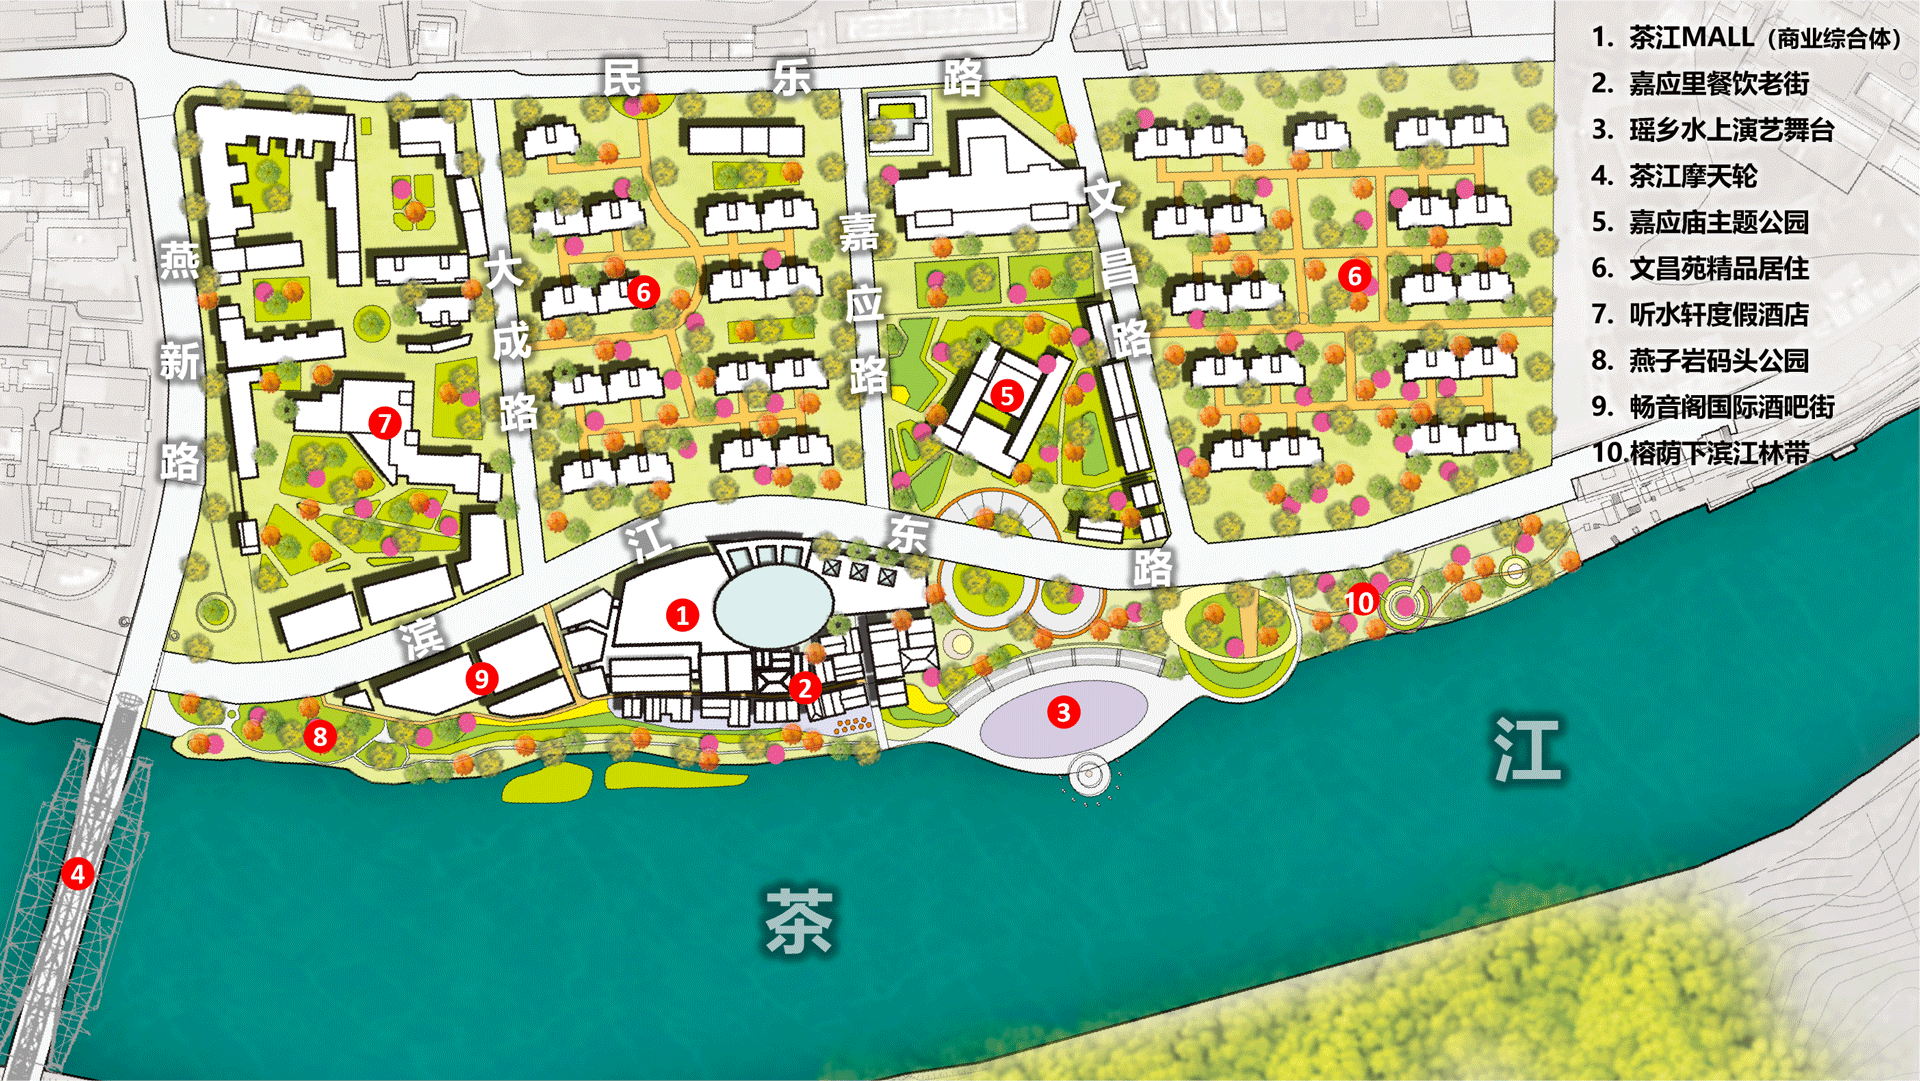 1. 茶江MALL（商业综合体）
2. 嘉应里餐饮老街
3. 瑶乡水上演艺舞台
4. 茶江摩天轮
5. 嘉应庙主题公园
6. 文昌苑精品居住
7. 听水轩度假酒店
8. 燕子岩码头公园
9. 畅音阁国际酒吧街
10.榕荫下滨江林带
民乐路
燕新路
大成路
嘉应路
文昌路
滨江东路
茶江
6
6
5
7
1
10
9
2
3
8
4